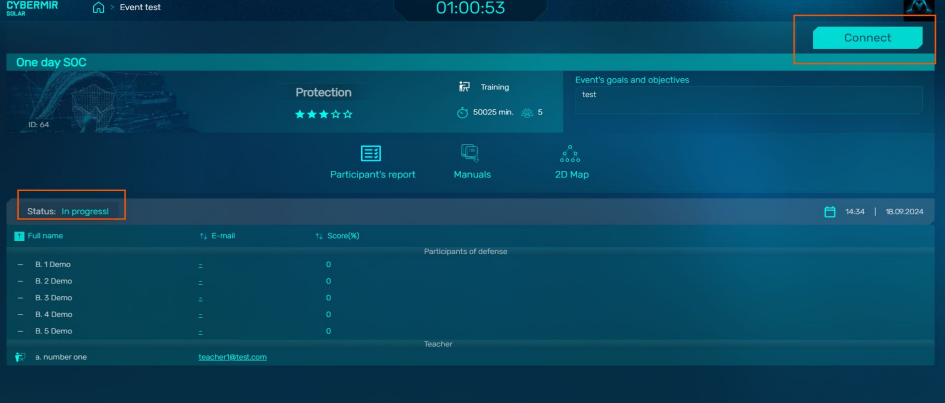 CYBERMIR
SOLAR
> Event test
01:00:53
Connect
One day SOC
Protection
Training
50025 min. 5
ID: 64
Event's goals and objectives
test
Participant's report
Manuals
2D Map
Status: In progress!
14:34 | 18.09.2024
Full name E-mail Score(%)
Participants of defense
– B. 1 Demo - 0
– B. 2 Demo - 0
– B. 3 Demo - 0
– B. 4 Demo - 0
– B. 5 Demo - 0
Teacher
a. number one teacher1@test.com